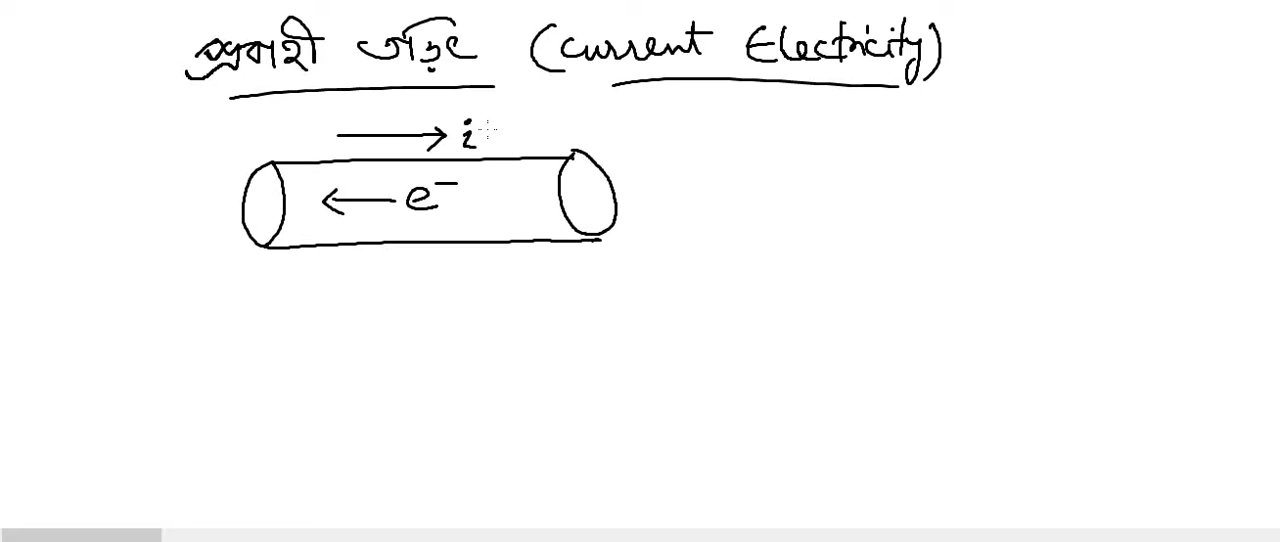 প্রবাহী তড়িৎ (Current Electricity)
→ i
← e⁻